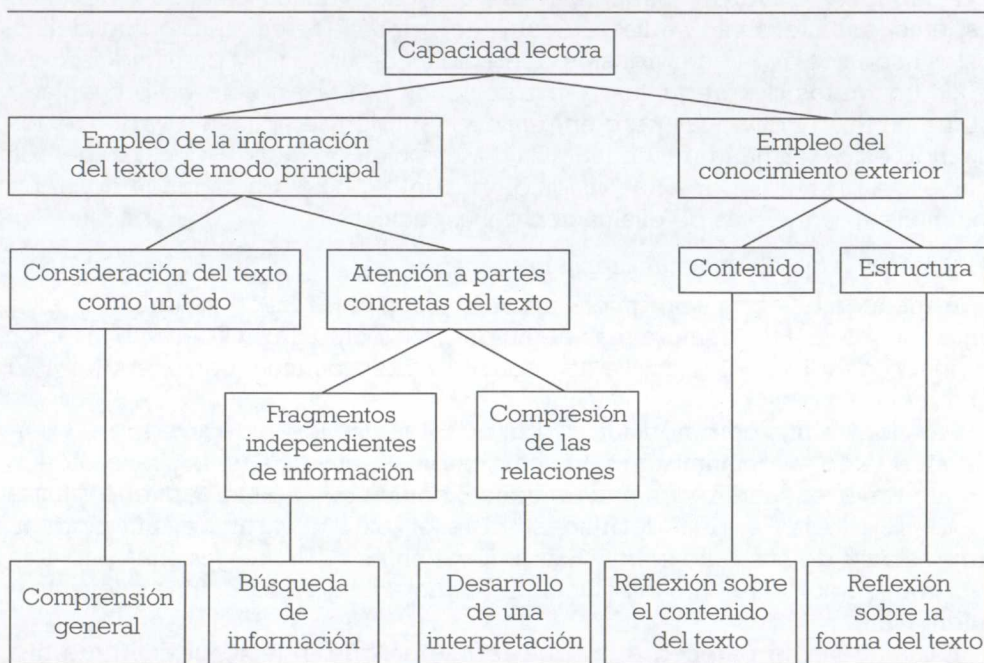 Capacidad lectora
Empleo de la información
del texto de modo principal
Empleo del
conocimiento exterior
Consideración del texto
como un todo
Atención a partes
concretas del texto
Contenido
Estructura
Fragmentos
independientes
de información
Compresión
de las
relaciones
Comprensión
general
Búsqueda
de
información
Desarrollo
de una
interpretación
Reflexión sobre
el contenido
del texto
Reflexión
sobre la
forma del texto